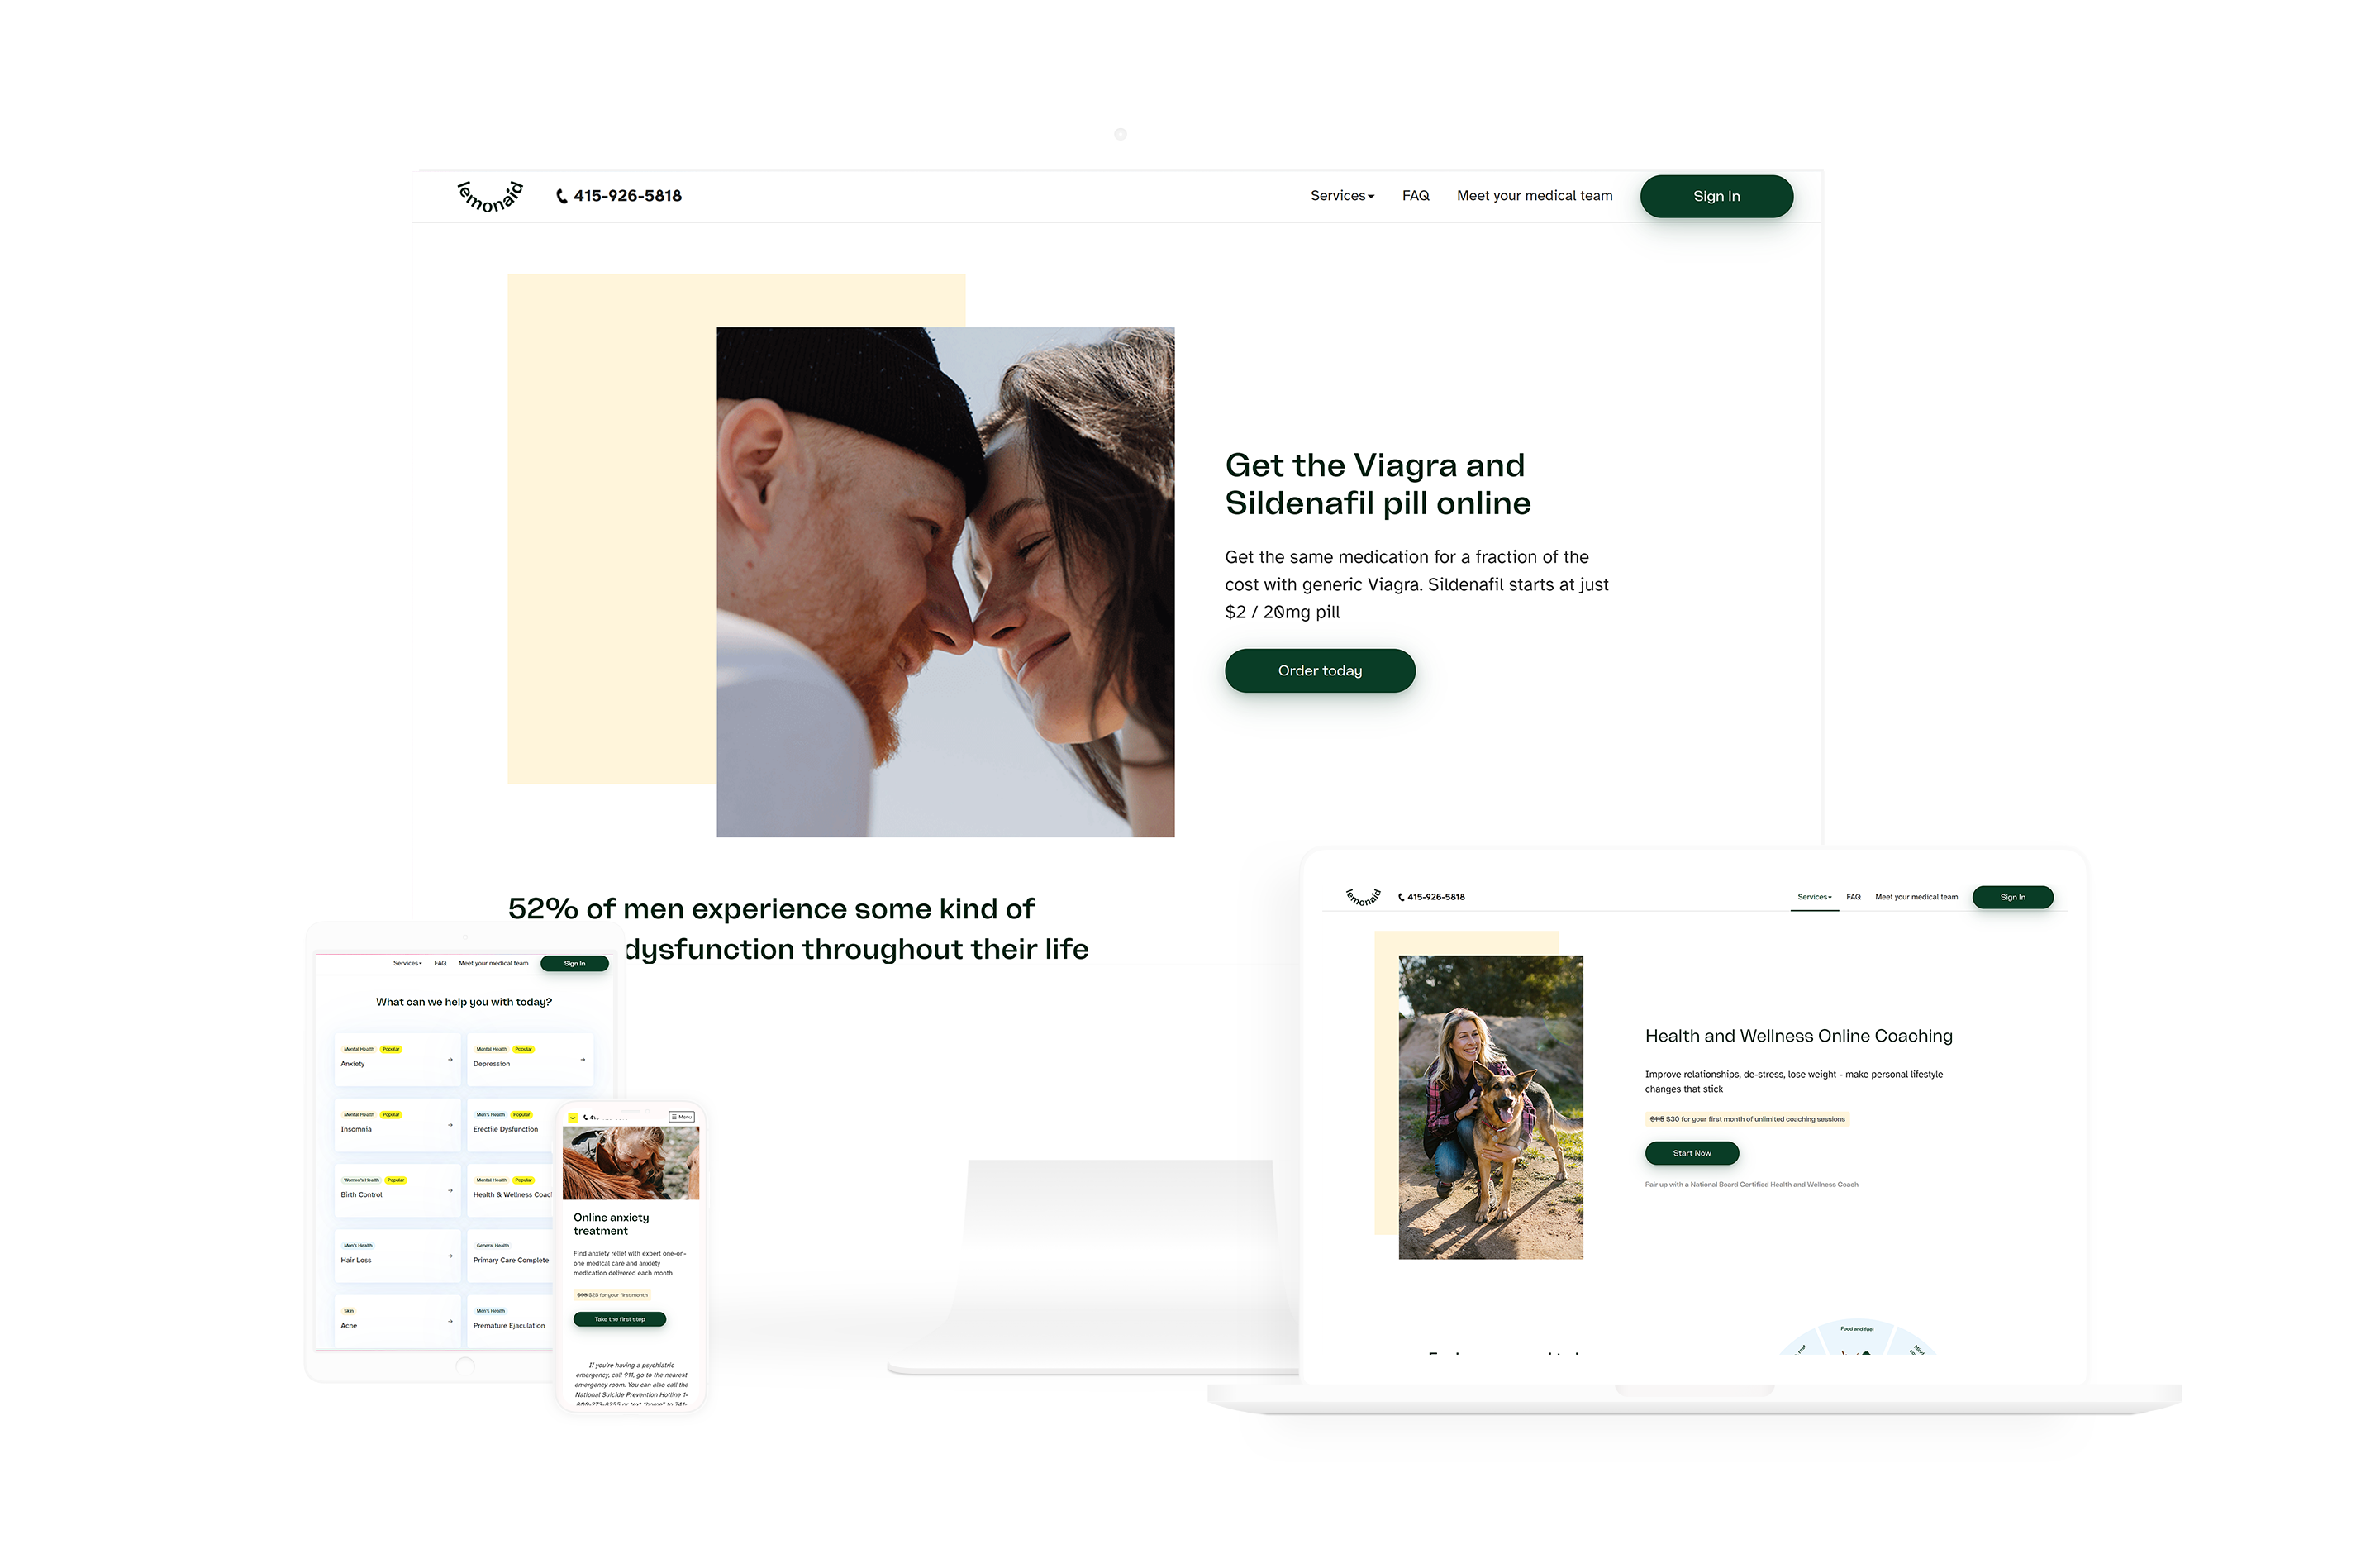 lemonaid
415-926-5818
Services
FAQ
Meet your medical team
Sign In
Get the Viagra and
Sildenafil pill online
Get the same medication for a fraction of the
cost with generic Viagra. Sildenafil starts at just
$2 / 20mg pill
Order today
52% of men experience some kind of
dysfunction throughout their life
Services
FAQ
Meet your medical team
Sign In
What can we help you with today?
Mental Health Popular
Anxiety
Mental Health Popular
Depression
Mental Health Popular
Insomnia
Men's Health Popular
Erectile Dysfunction
Women's Health Popular
Birth Control
Mental Health Popular
Health & Wellness Coac
Men's Health
Hair Loss
General Health
Primary Care Complete
Skin
Acne
Men's Health
Premature Ejaculation
Menu
Online anxiety
treatment
Find anxiety relief with expert one-on-
one medical care and anxiety
medication delivered each month
$95 $25 for your first month
Take the first step
If you're having a psychiatric
emergency, call 911, go to the nearest
emergency room. You can also call the
National Suicide Prevention Hotline 1-
800-273-8255 or text "home" to 741-
lemonaid
415-926-5818
Services
FAQ
Meet your medical team
Sign In
Health and Wellness Online Coaching
Improve relationships, de-stress, lose weight - make personal lifestyle
changes that stick
$115 $30 for your first month of unlimited coaching sessions
Start Now
Pair up with a National Board Certified Health and Wellness Coach
Food and fuel